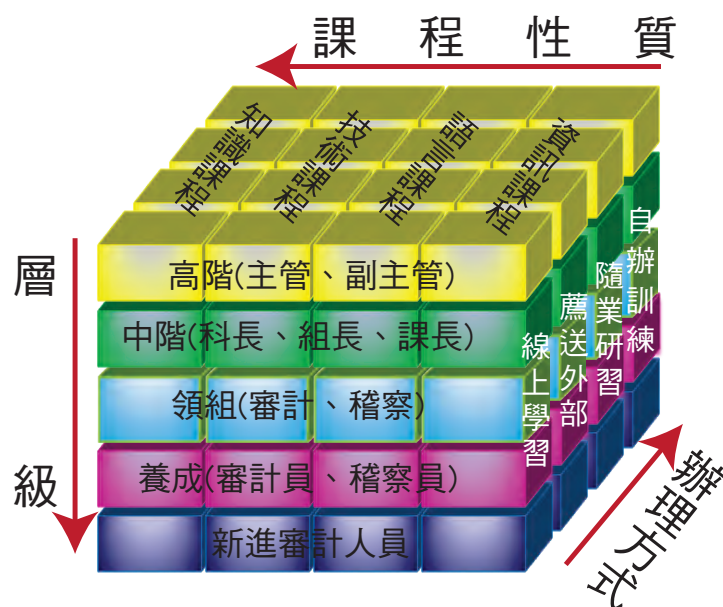 課程性質
知識課程
技術課程
語言課程
資訊課程
層級
高階(主管、副主管)
中階(科長、組長、課長)
領組(審計、稽察)
養成(審計員、稽察員)
新進審計人員
線上學習
薦送外部
隨業研習
自辦訓練
辦理方式